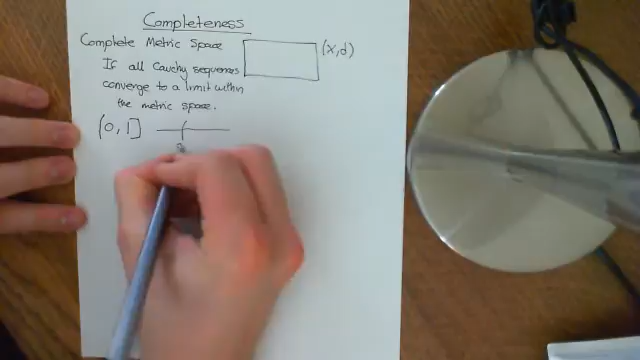 Completeness
Complete Metric Space
(X,d)
If all Cauchy sequences
converge to a limit within
the metric space.
(0,1]